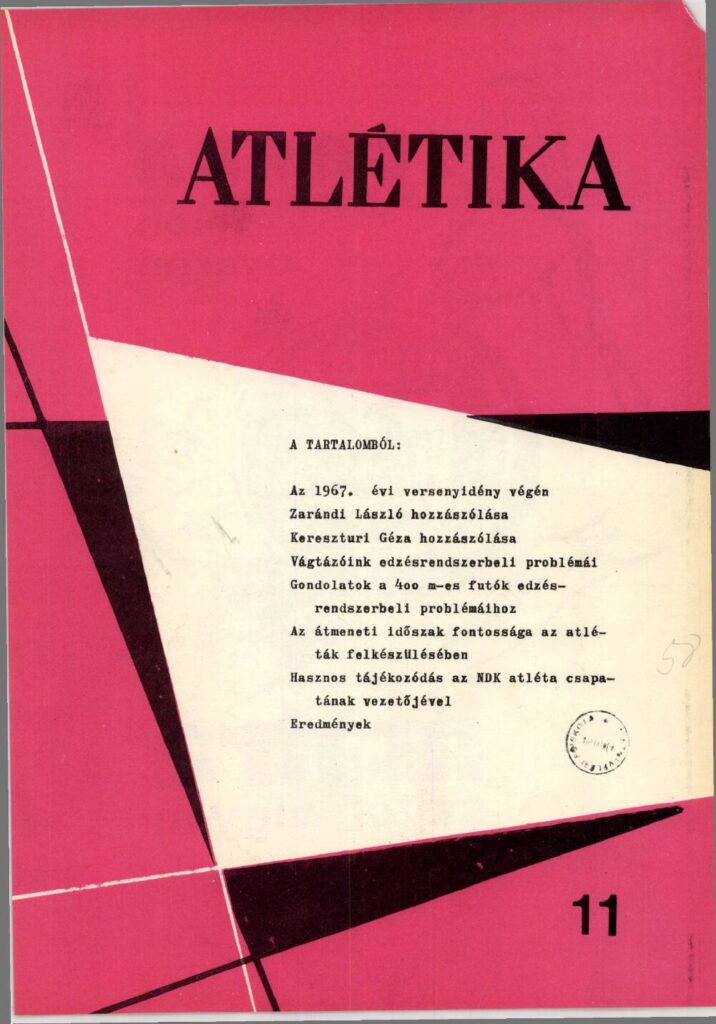 ATLÉTIKA
A TARTALOMBÓL:
Az 1967. évi versenyidény végén
Zarándi László hozzászólása
Kereszturi Géza hozzászólása
Vágtázóink edzésrendszerbeli problémái
Gondolatok a 4oo m-es futók edzés-
rendszerbeli problémáihoz
Az átmeneti időszak fontossága az atlé-
ták felkészülésében
Hasznos tájékozódás az NDK atléta csapa-
tának vezetőjével
Eredmények
58
11